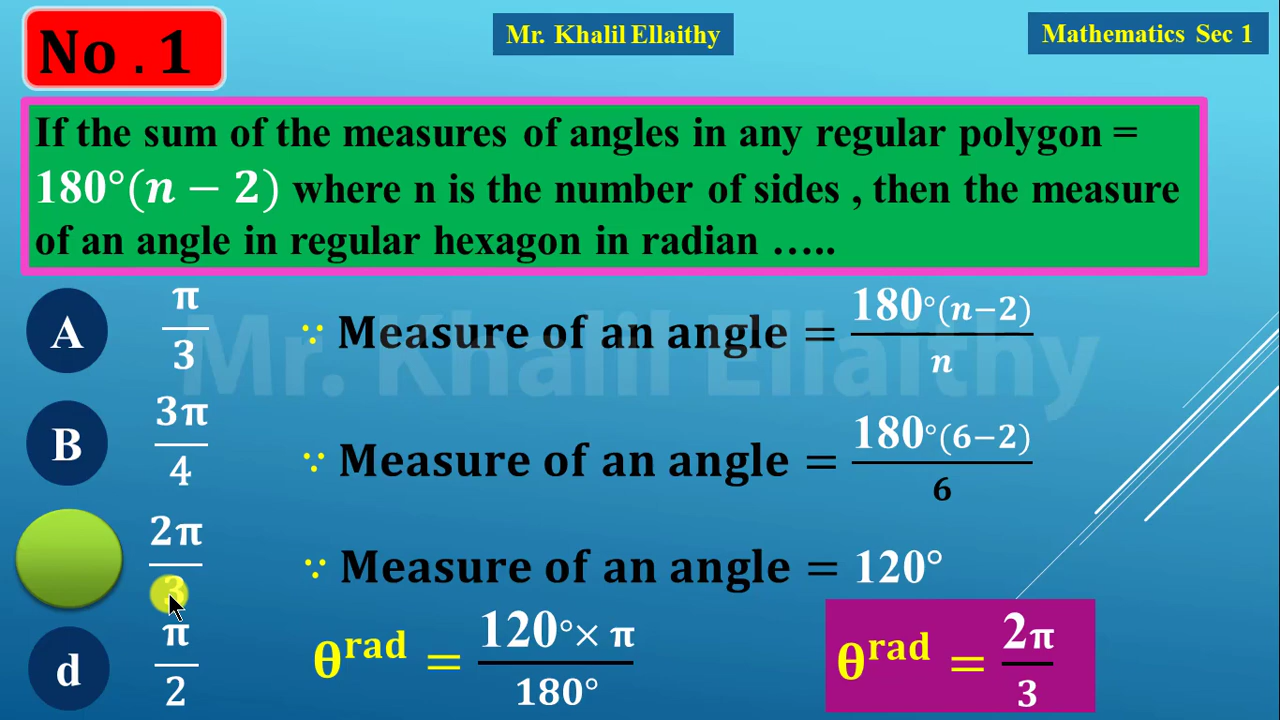 No . 1
Mr. Khalil Ellaithy
Mathematics Sec 1
If the sum of the measures of angles in any regular polygon =
180°(n − 2) where n is the number of sides , then the measure
of an angle in regular hexagon in radian …..
A π/3
∵ Measure of an angle = 180°(n−2)/n
Mr. Khalil Ellaithy
B 3π/4
∵ Measure of an angle = 180°(6−2)/6
2π/3
∵ Measure of an angle = 120°
d π/2
θ^rad = 120°× π/180°
θ^rad = 2π/3